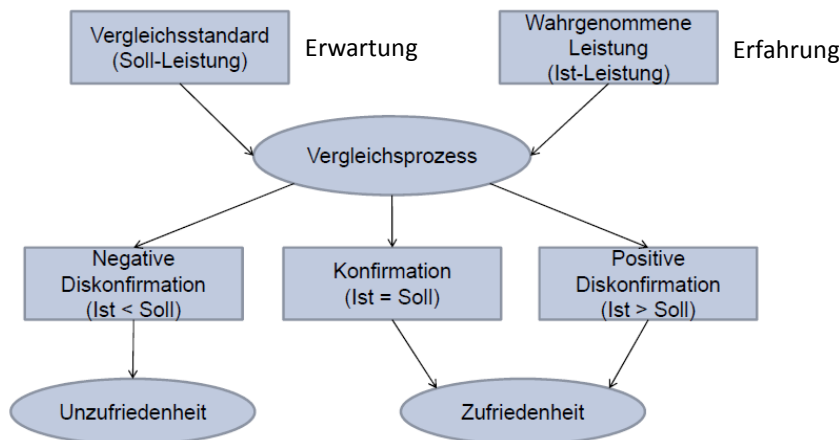 Vergleichsstandard
(Soll-Leistung)
Erwartung
Wahrgenommene
Leistung
(Ist-Leistung)
Erfahrung
Vergleichsprozess
Negative
Diskonfirmation
(Ist < Soll)
Konfirmation
(Ist = Soll)
Positive
Diskonfirmation
(Ist > Soll)
Unzufriedenheit
Zufriedenheit